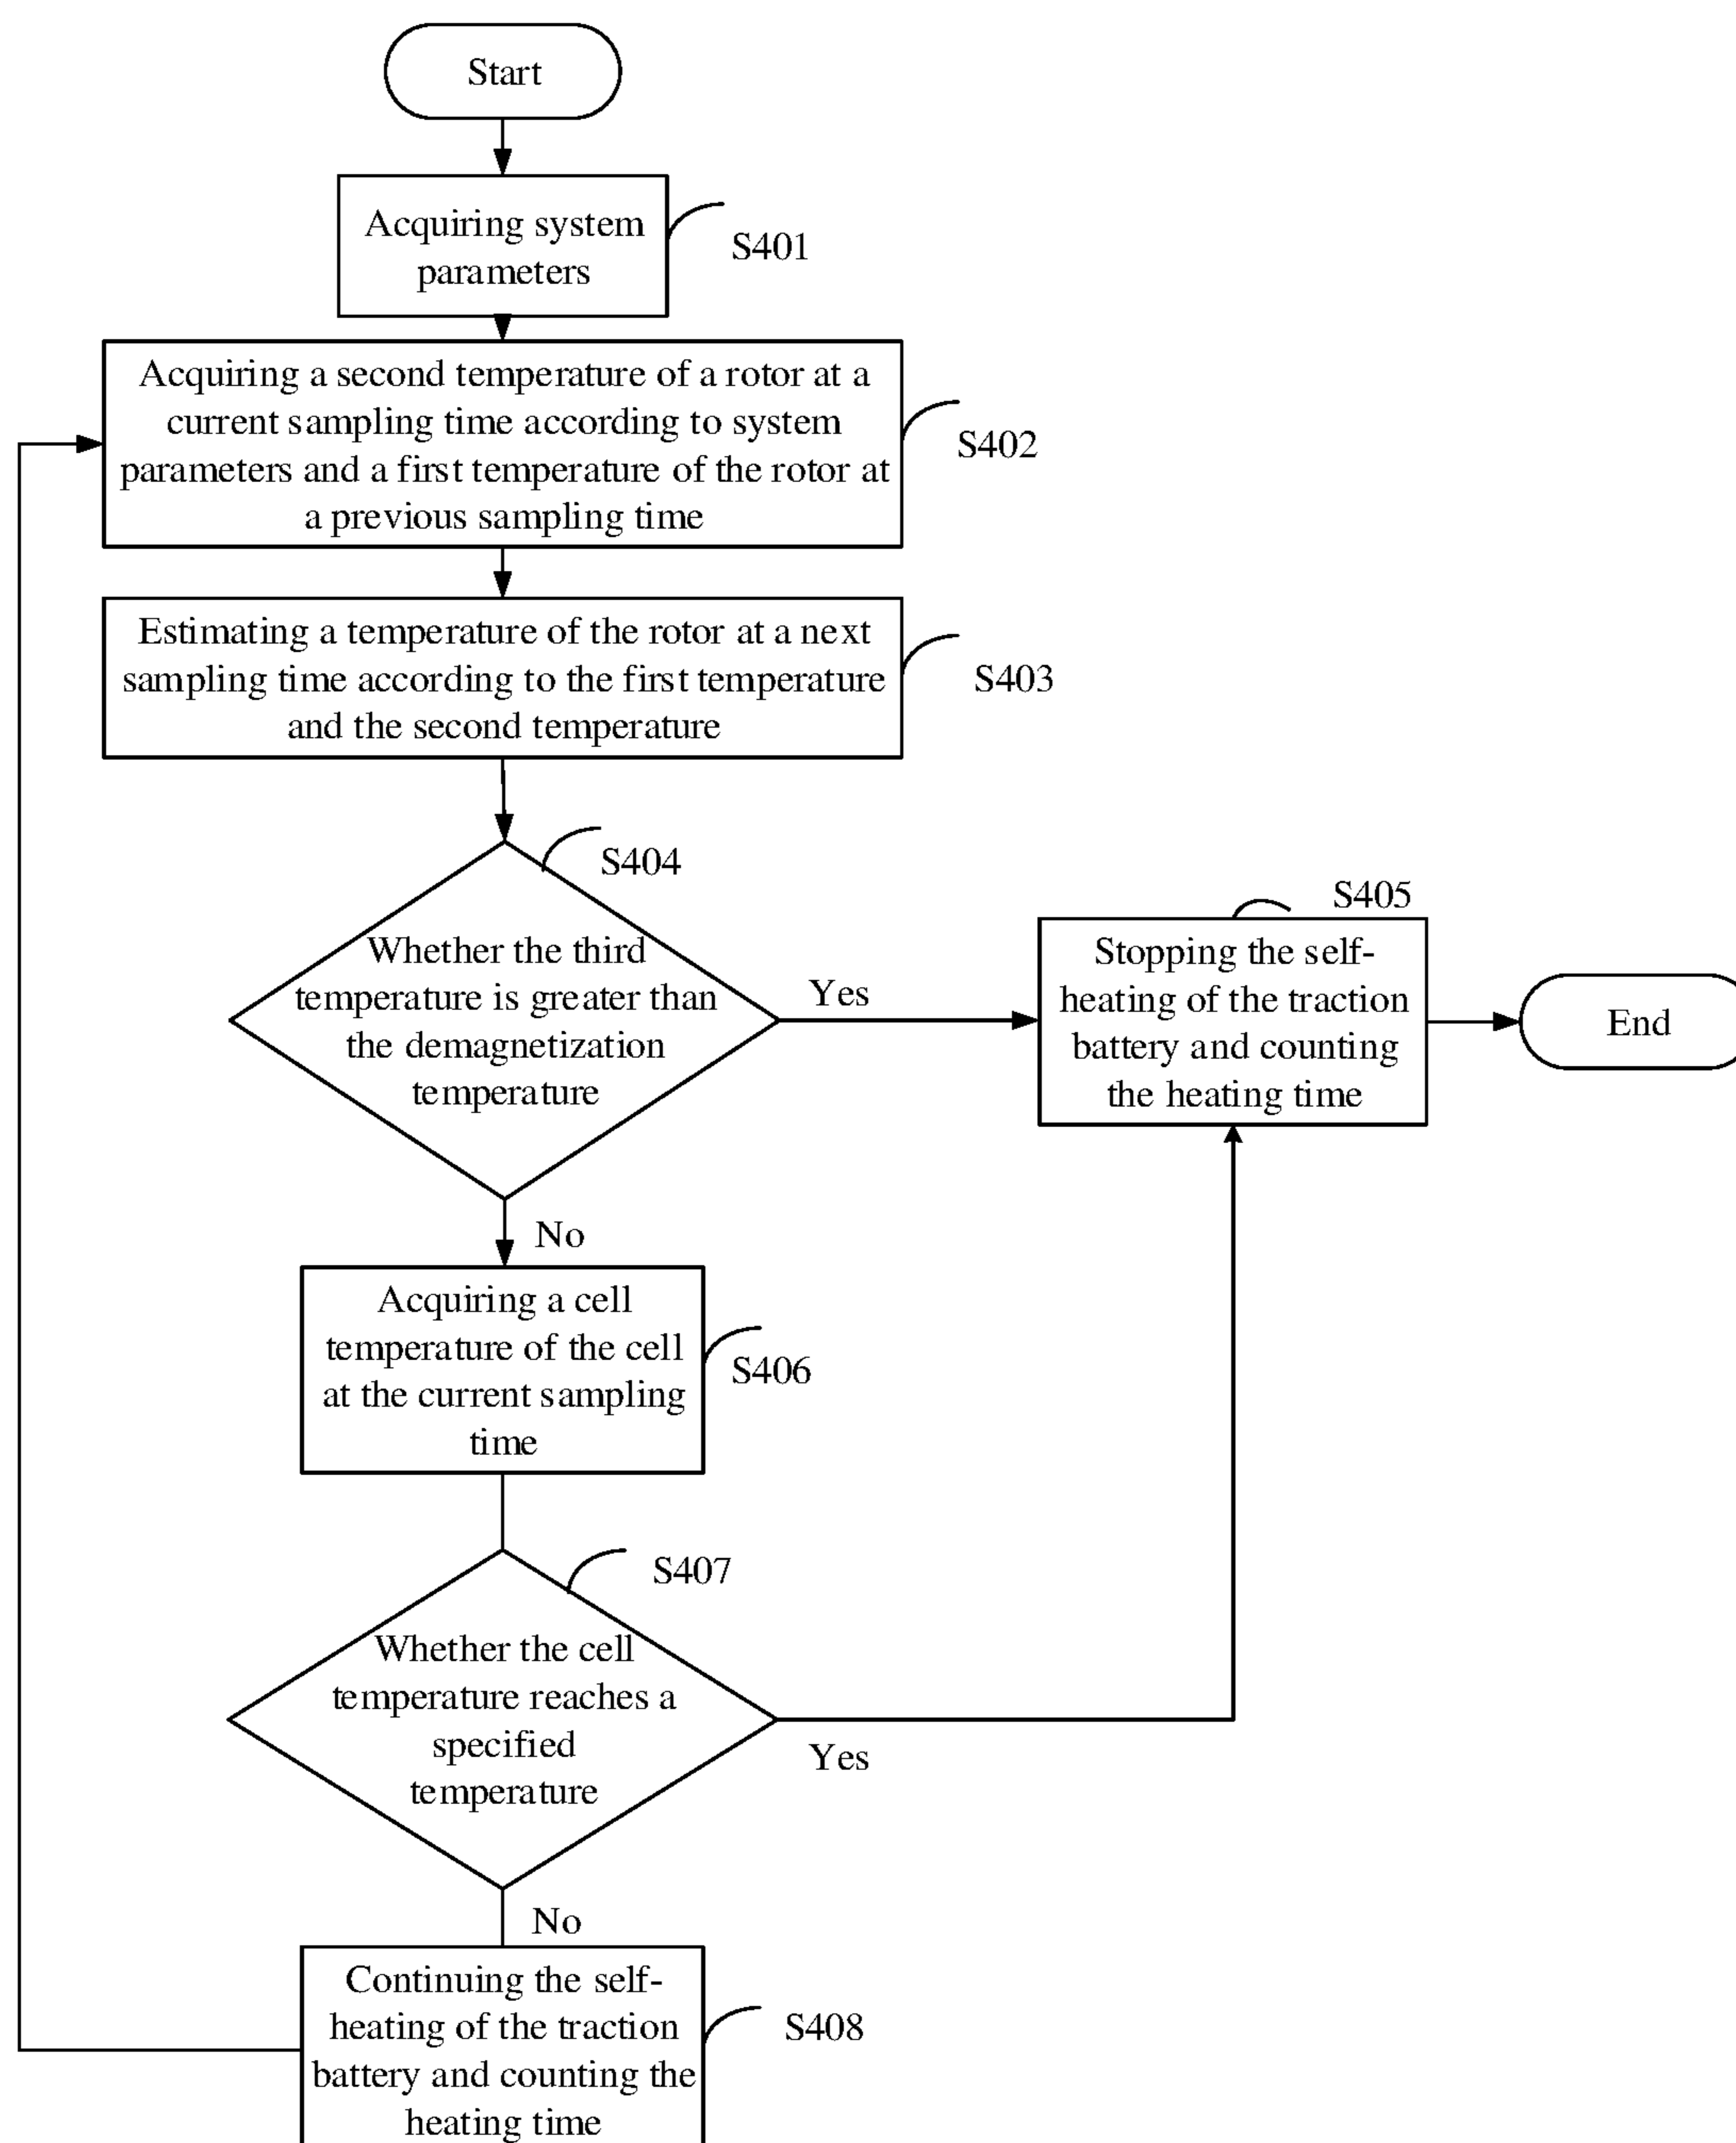 Start
Acquiring system
parameters
S401
Acquiring a second temperature of a rotor at a
current sampling time according to system
parameters and a first temperature of the rotor at
a previous sampling time
S402
Estimating a temperature of the rotor at a next
sampling time according to the first temperature
and the second temperature
S403
S404
Whether the third
temperature is greater than
the demagnetization
temperature
Yes
S405
Stopping the self-
heating of the traction
battery and counting
the heating time
End
No
Acquiring a cell
temperature of the cell
at the current sampling
time
S406
S407
Whether the cell
temperature reaches a
specified
temperature
Yes
No
Continuing the self-
heating of the traction
battery and counting the
heating time
S408